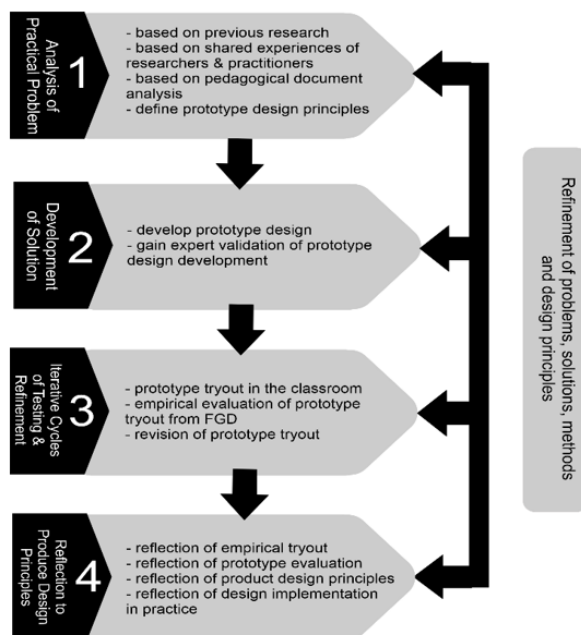 Analysis of
Practical Problem
1
- based on previous research
- based on shared experiences of
researchers & practitioners
- based on pedagogical document
analysis
- define prototype design principles
Development
of Solution
2
- develop prototype design
- gain expert validation of prototype
design development
Iterative Cycles
of Testing &
Refinement
3
- prototype tryout in the classroom
- empirical evaluation of prototype
tryout from FGD
- revision of prototype tryout
Reflection to
Produce Design
Principles
4
- reflection of empirical tryout
- reflection of prototype evaluation
- reflection of product design principles
- reflection of design implementation
in practice
Refinement of problems, solutions, methods
and design principles